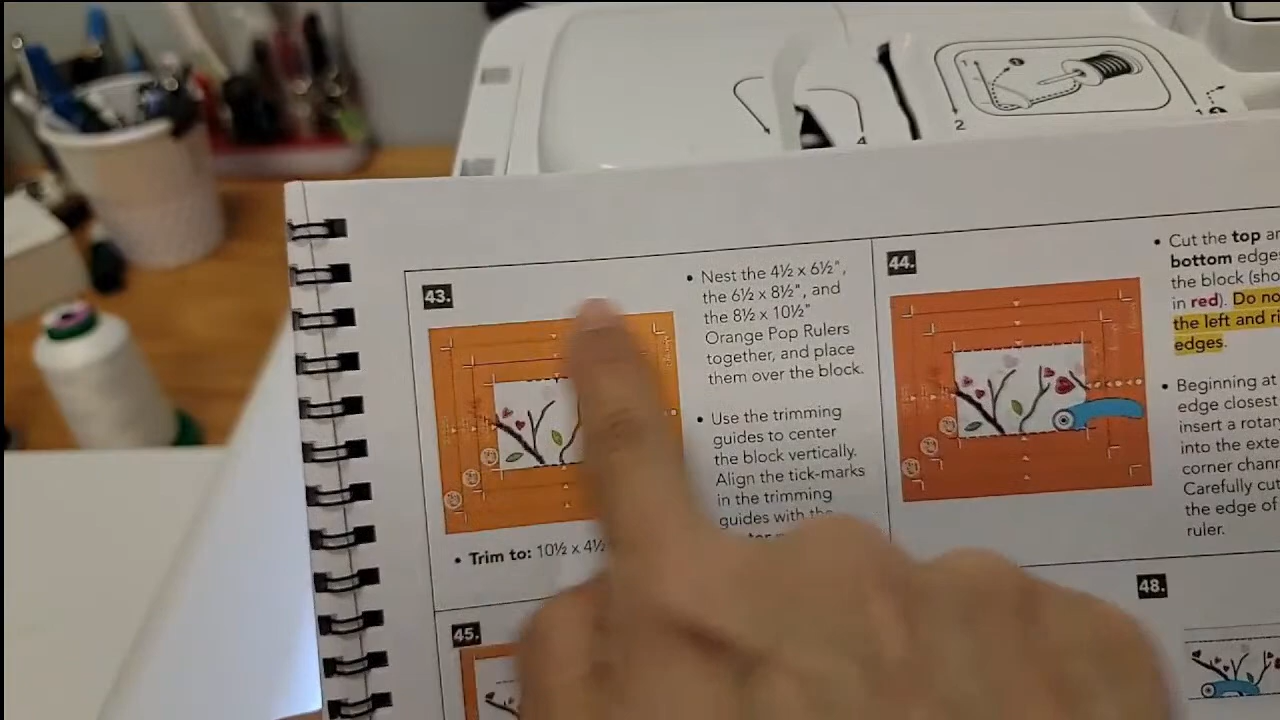 2
4
43.
• Nest the 4½ x 6½",
the 6½ x 8½", and
the 8½ x 10½"
Orange Pop Rulers
together, and place
them over the block.
• Use the trimming
guides to center
the block vertically.
Align the tick-marks
in the trimming
guides with the
• Trim to: 10½ x 4½
44.
• Cut the top
bottom
the block
in red). Do
the left and
edges.
• Beginning at
edge closest
insert a
into the
corner
Carefully cut
the edge of
ruler.
45.
48.